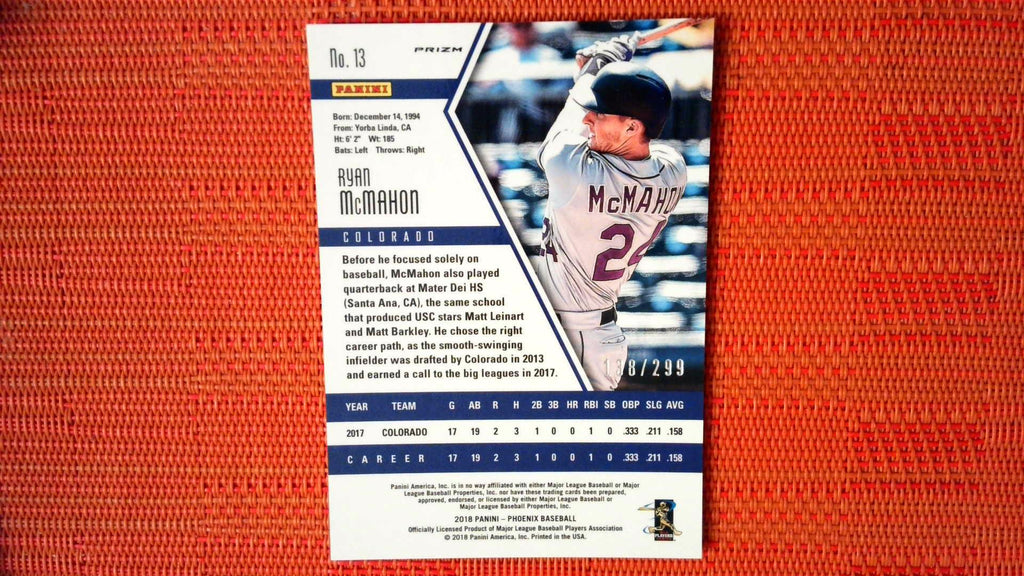 No. 13
PRIZM
PANINI
Born: December 14, 1994
From: Yorba Linda, CA
Ht: 6' 2" Wt: 185
Bats: Left Throws: Right
RYAN
McMAHON
COLORADO
Before he focused solely on
baseball, McMahon also played
quarterback at Mater Dei HS
(Santa Ana, CA), the same school
that produced USC stars Matt Leinart
and Matt Barkley. He chose the right
career path, as the smooth-swinging
infielder was drafted by Colorado in 2013
and earned a call to the big leagues in 2017.
McMAHON
24
24
/299
YEAR TEAM G AB R H 2B 3B HR RBI SB OBP SLG AVG
2017 COLORADO 17 19 2 3 1 0 0 1 0 .333 .211 .158
CAREER 17 19 2 3 1 0 0 1 0 .333 .211 .158
Panini America, Inc. is in no way affiliated with either Major League Baseball or Major
League Baseball Properties, Inc. nor have these trading cards been prepared,
approved, endorsed, or licensed by either Major League Baseball or
Major League Baseball Properties, Inc.
2018 PANINI – PHOENIX BASEBALL
Officially Licensed Product of Major League Baseball Players Association
© 2018 Panini America, Inc. Printed in the USA.